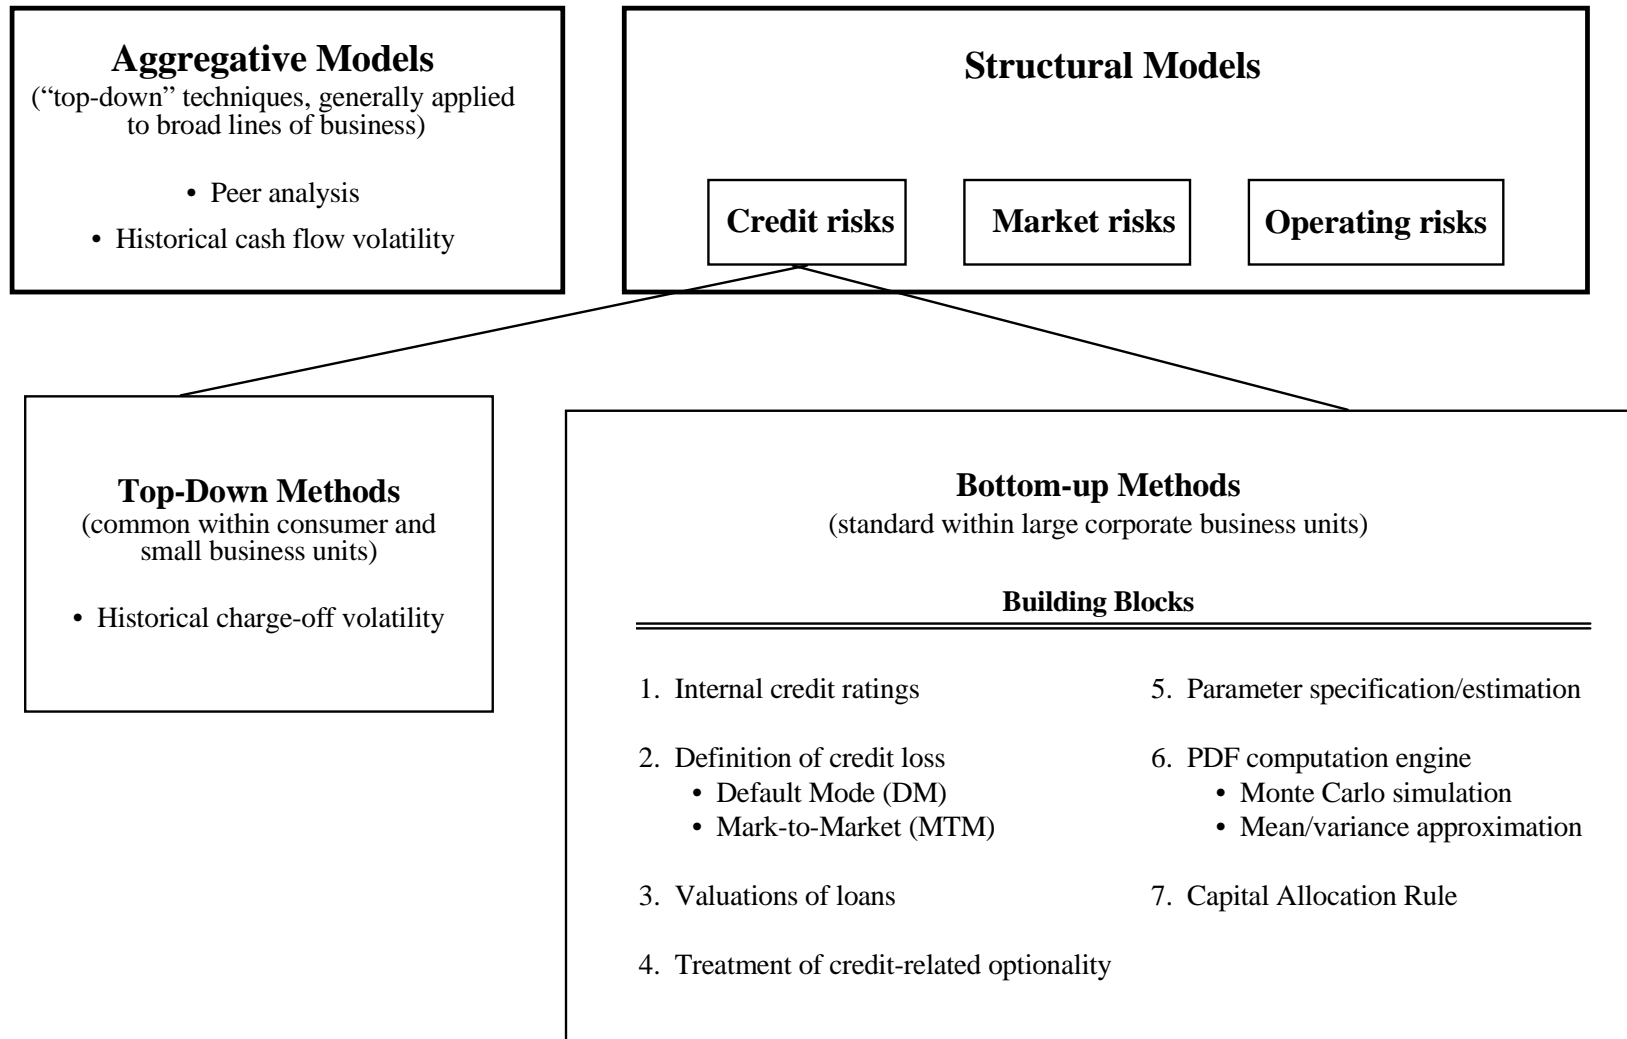 Aggregative Models
(“top-down” techniques, generally applied
to broad lines of business)
• Peer analysis
• Historical cash flow volatility
Structural Models
Credit risks
Market risks
Operating risks
Top-Down Methods
(common within consumer and
small business units)
• Historical charge-off volatility
Bottom-up Methods
(standard within large corporate business units)
Building Blocks
1. Internal credit ratings
2. Definition of credit loss
• Default Mode (DM)
• Mark-to-Market (MTM)
3. Valuations of loans
4. Treatment of credit-related optionality
5. Parameter specification/estimation
6. PDF computation engine
• Monte Carlo simulation
• Mean/variance approximation
7. Capital Allocation Rule